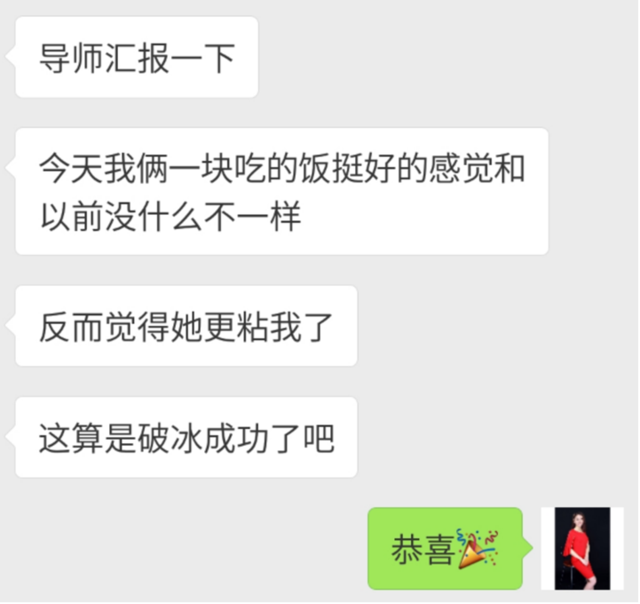 导师汇报一下
今天我俩一块吃的饭挺好的感觉和
以前没什么不一样
反而觉得她更粘我了
这算是破冰成功了吧
恭喜🎉